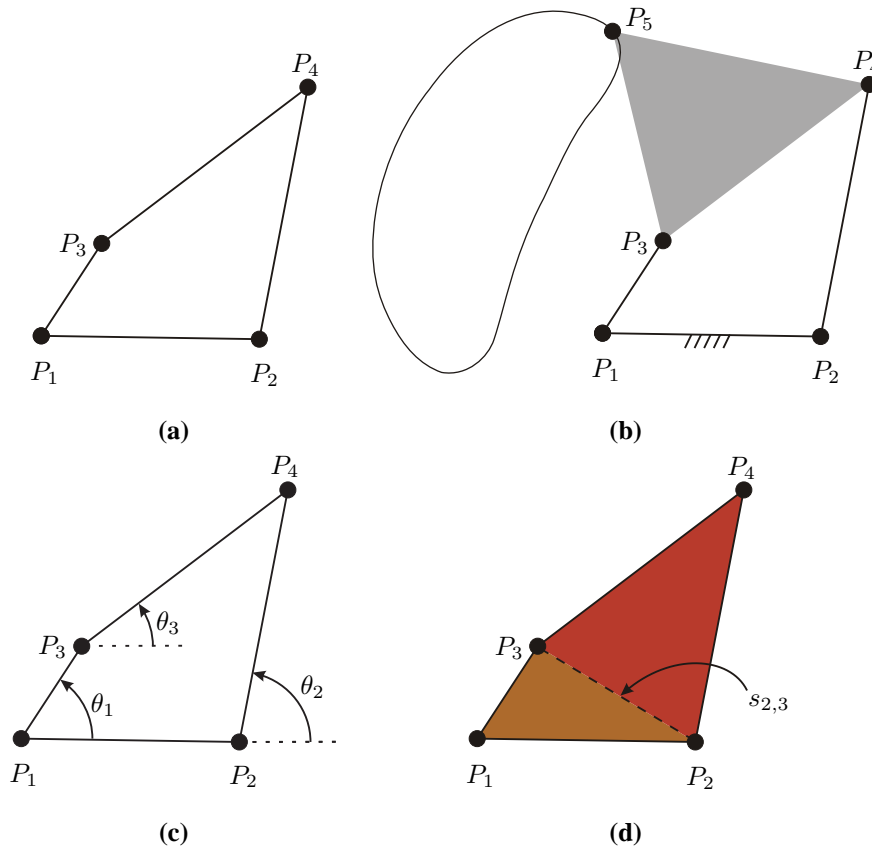 P₄
P₃
P₁
P₂
(a)
P₅
P₄
P₃
P₁
P₂
(b)
P₄
P₃
θ₃
θ₁
θ₂
P₁
P₂
(c)
P₄
P₃
s₂,₃
P₁
P₂
(d)